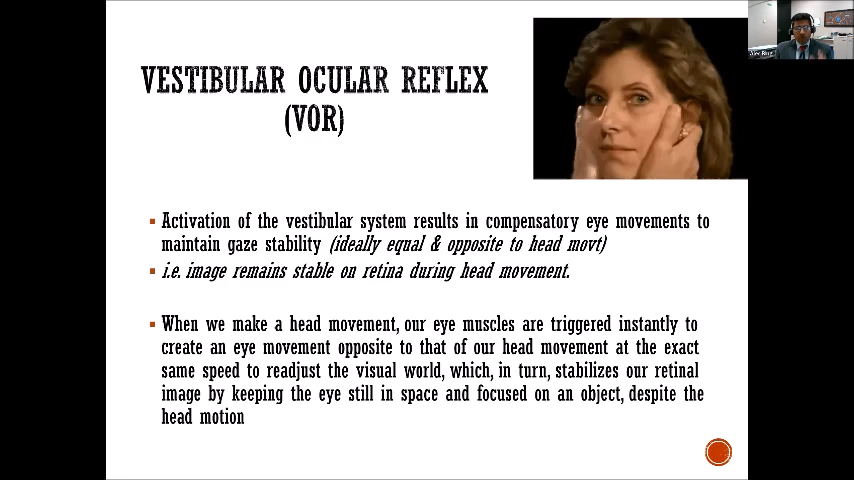 VESTIBULAR OCULAR REFLEX
(VOR)
Activation of the vestibular system results in compensatory eye movements to
maintain gaze stability (ideally equal & opposite to head movt)
i.e. image remains stable on retina during head movement.
When we make a head movement, our eye muscles are triggered instantly to
create an eye movement opposite to that of our head movement at the exact
same speed to readjust the visual world, which, in turn, stabilizes our retinal
image by keeping the eye still in space and focused on an object, despite the
head motion